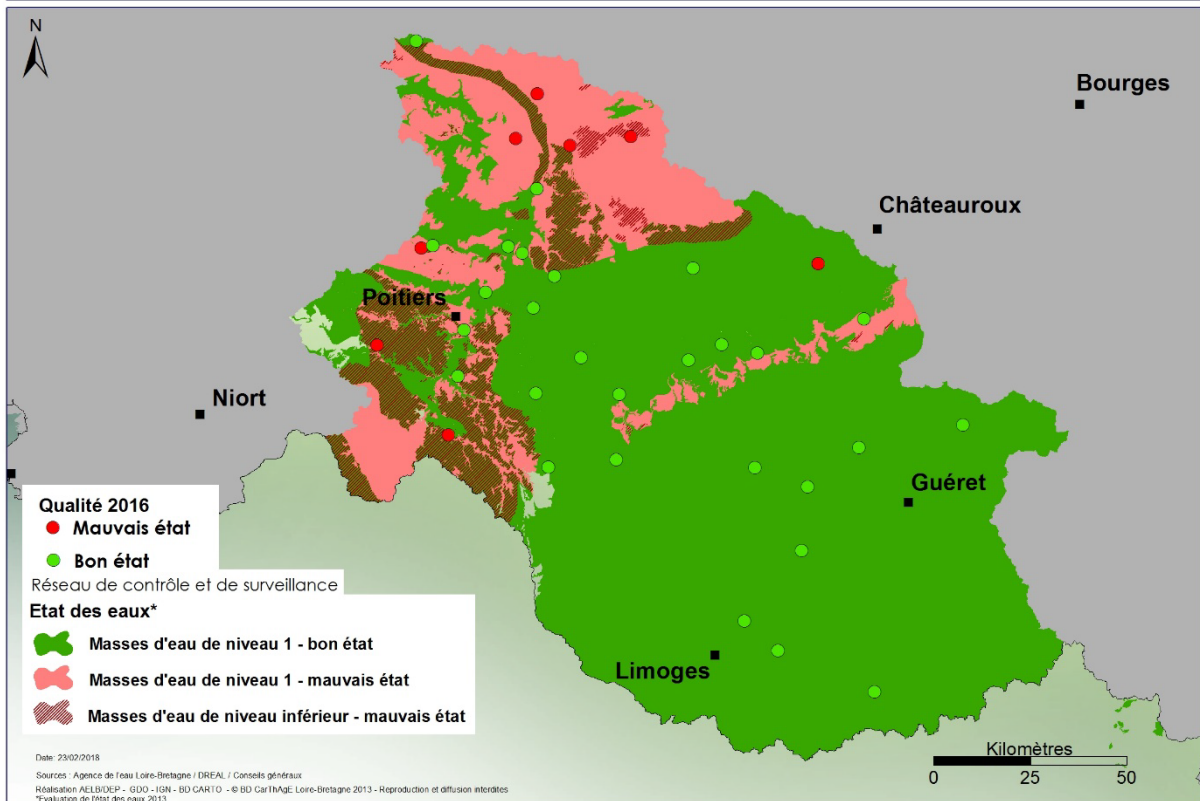 N
Bourges
Châteauroux
Poitiers
Niort
Guéret
Limoges
Qualité 2016
Mauvais état
Bon état
Réseau de contrôle et de surveillance
Etat des eaux*
Masses d'eau de niveau 1 - bon état
Masses d'eau de niveau 1 - mauvais état
Masses d'eau de niveau inférieur - mauvais état
Kilomètres
0 25 50
Date: 23/02/2018
Sources : Agence de l'eau Loire-Bretagne / DREAL / Conseils généraux
Réalisation AELB/DEP - GDO - IGN - BD CARTO - © BD CarThAgE Loire-Bretagne 2013 - Reproduction et diffusion interdites
*Evaluation de l'état des eaux 2013